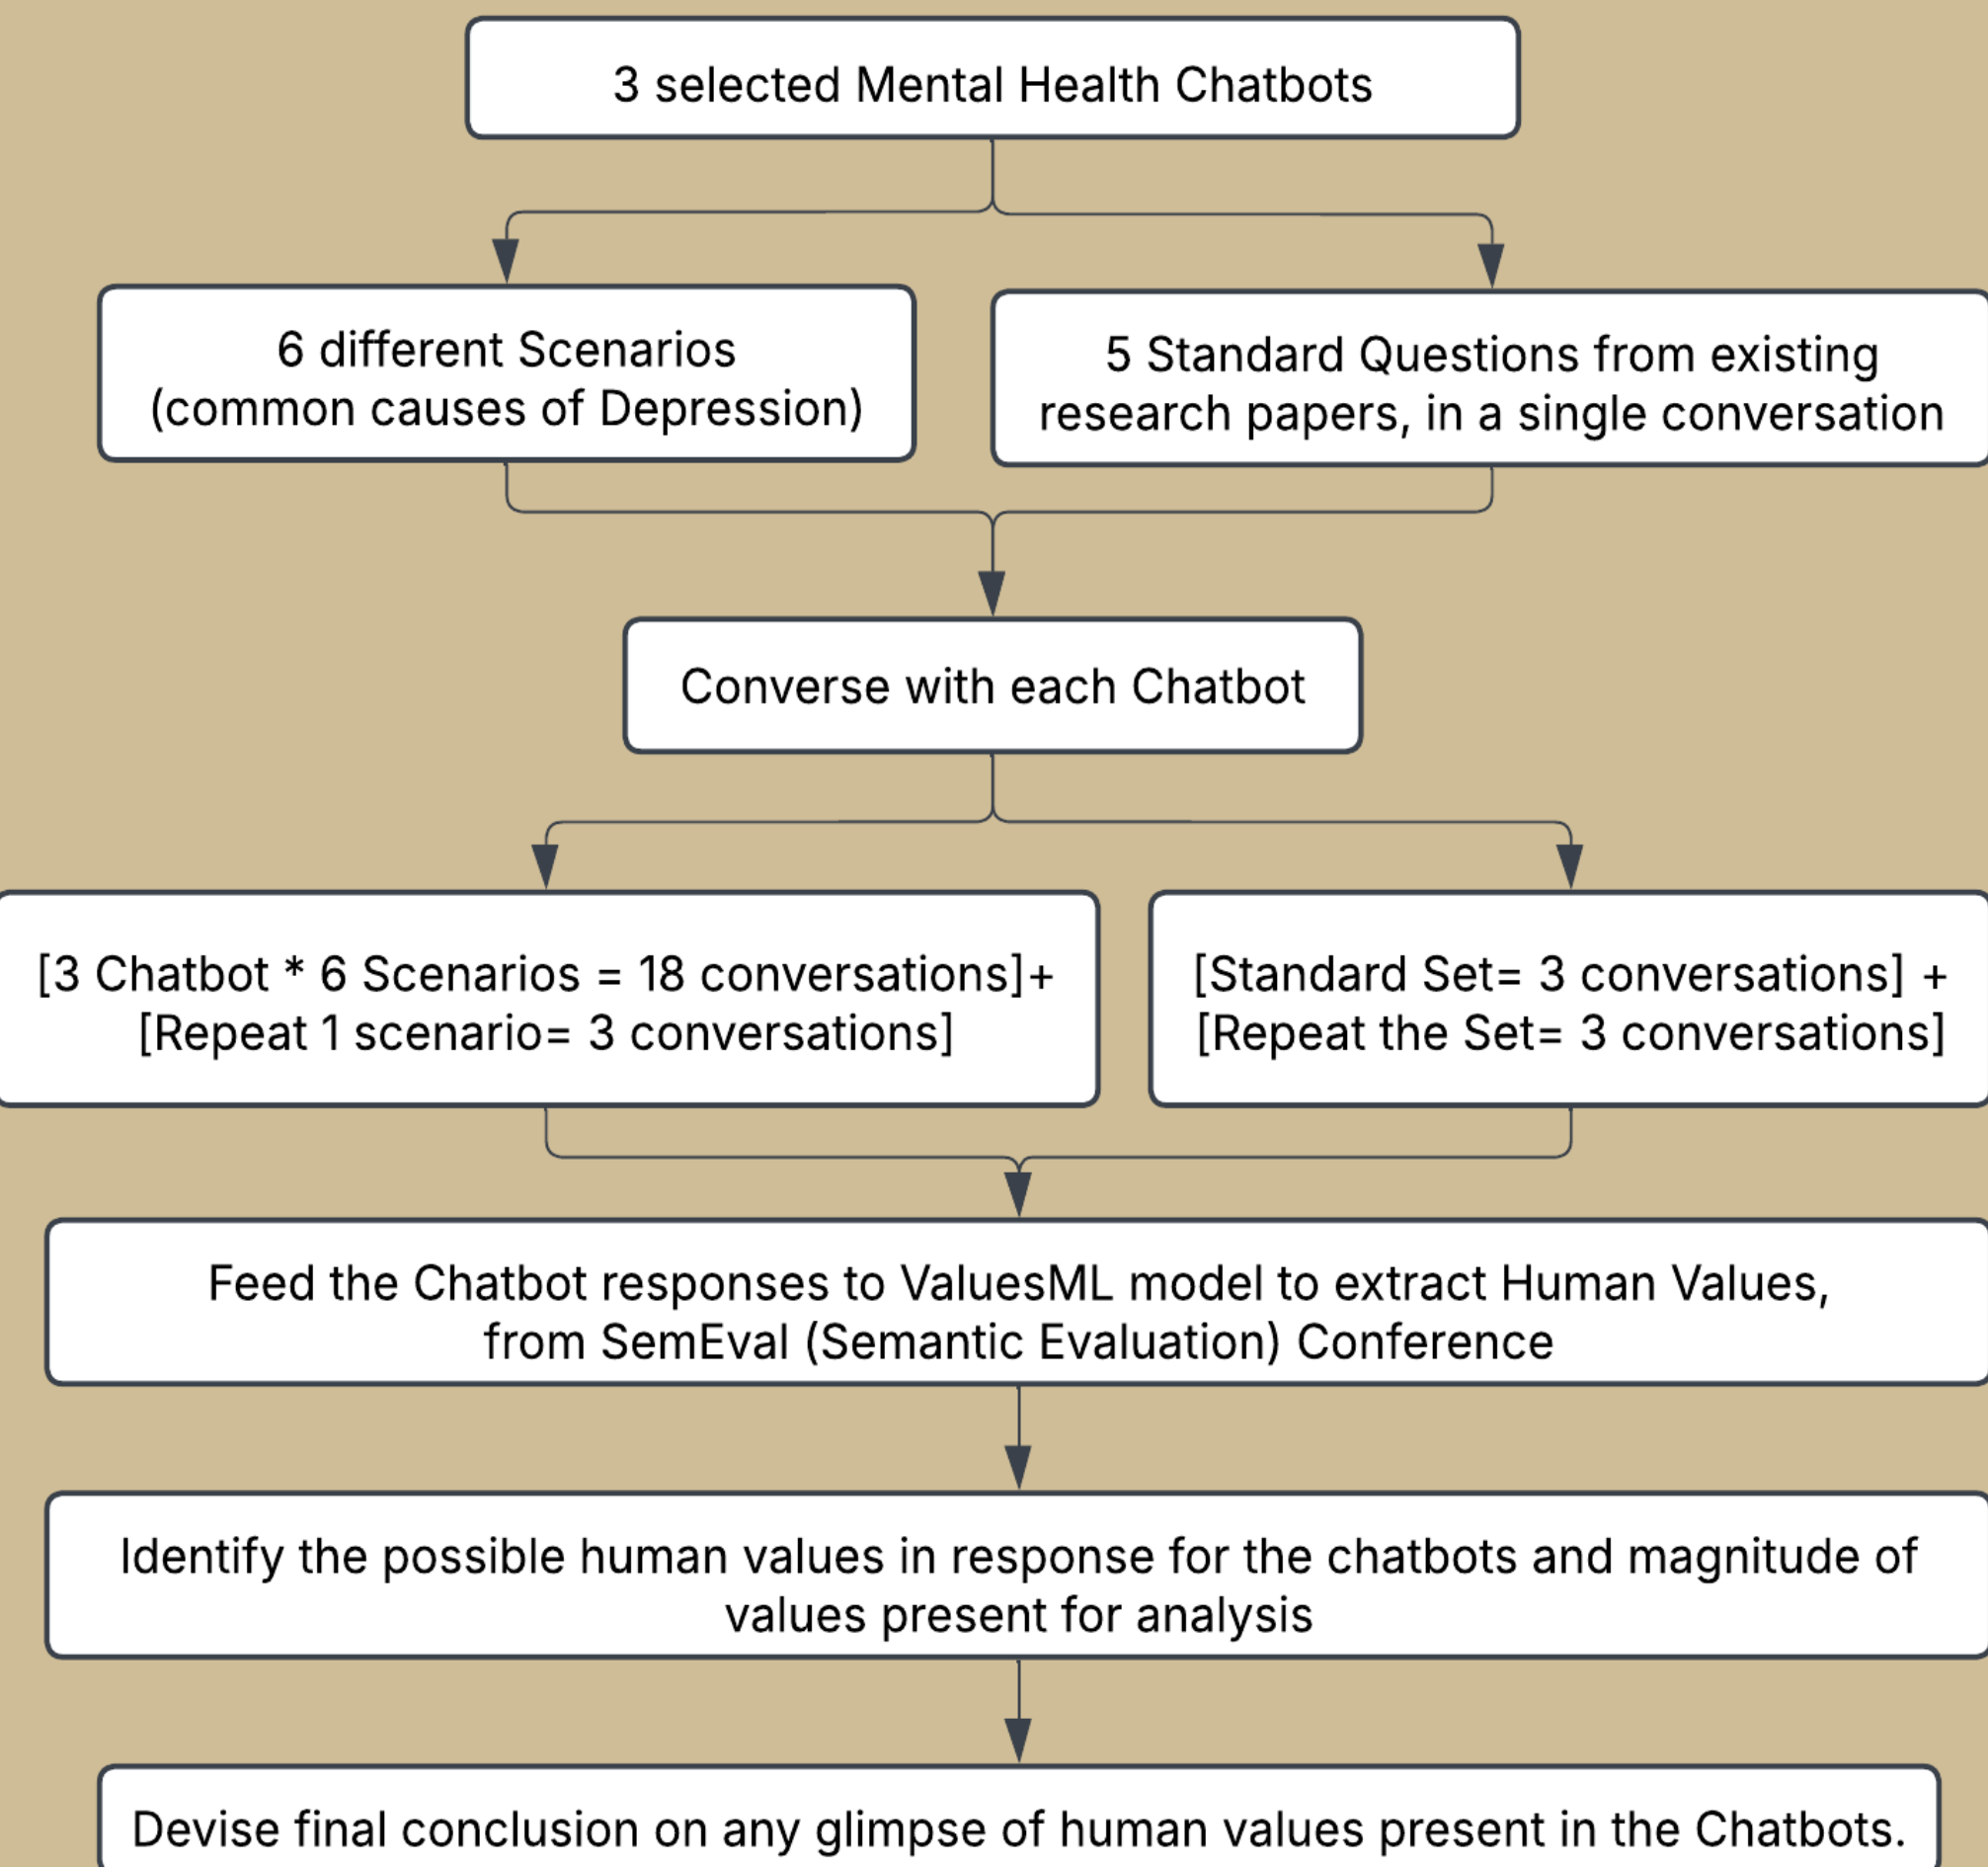 3 selected Mental Health Chatbots
6 different Scenarios
(common causes of Depression)
5 Standard Questions from existing
research papers, in a single conversation
Converse with each Chatbot
[3 Chatbot * 6 Scenarios = 18 conversations]+
[Repeat 1 scenario= 3 conversations]
[Standard Set= 3 conversations] +
[Repeat the Set= 3 conversations]
Feed the Chatbot responses to ValuesML model to extract Human Values,
from SemEval (Semantic Evaluation) Conference
Identify the possible human values in response for the chatbots and magnitude of
values present for analysis
Devise final conclusion on any glimpse of human values present in the Chatbots.